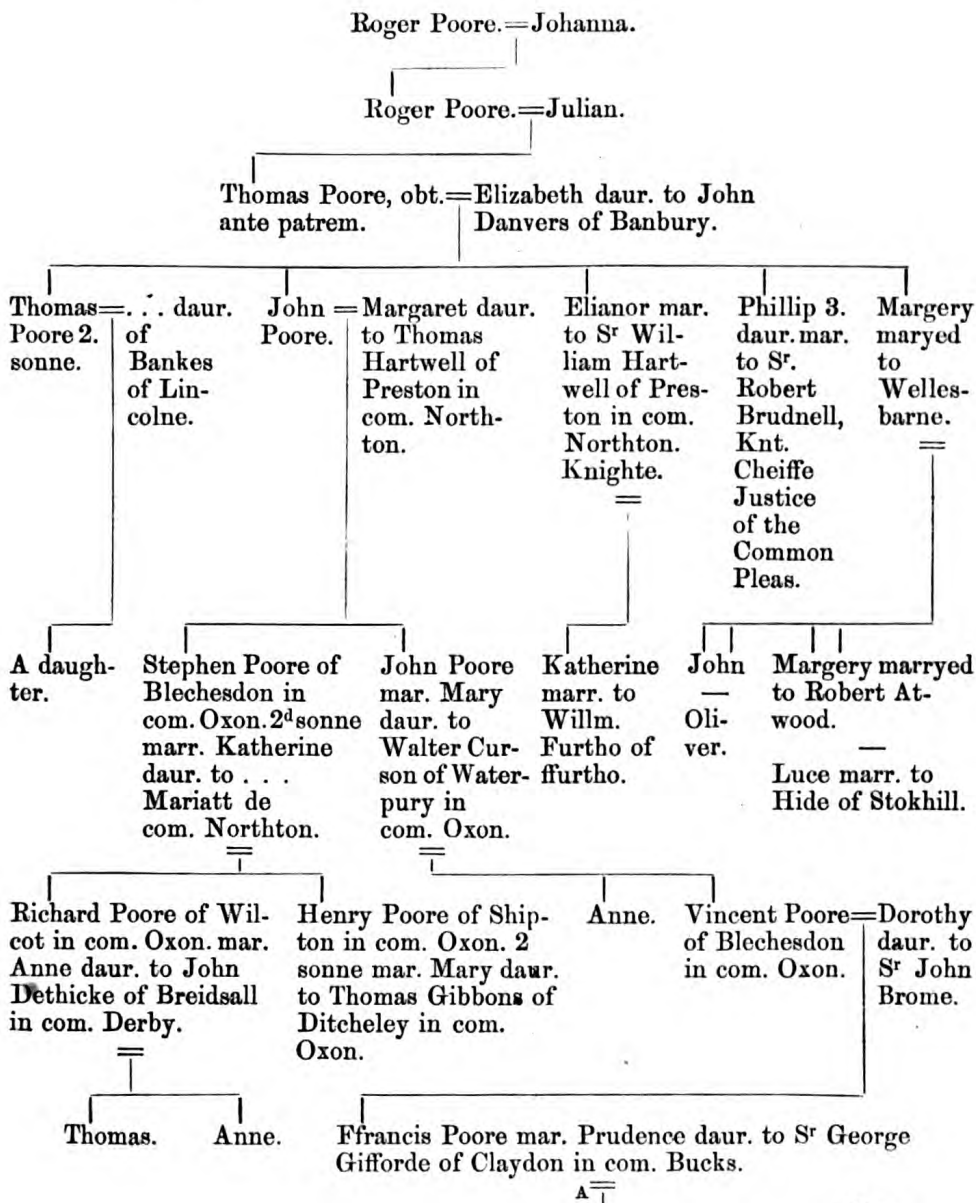 Roger Poore.=Johanna.
Roger Poore.=Julian.
Thomas Poore, obt.=Elizabeth daur. to John
ante patrem. Danvers of Banbury.
Thomas=. . . daur.
Poore 2. of
sonne. Bankes
of Lin-
colne.
John = Margaret daur.
Poore. to Thomas
Hartwell of
Preston in
com. North-
ton.
Elianor mar.
to Sr Wil-
liam Hart-
well of Pres-
ton in com.
Northton.
Knighte.
=
Phillip 3.
daur. mar.
to Sr.
Robert
Brudnell,
Knt.
Cheiffe
Justice
of the
Common
Pleas.
Margery
maryed
to
Welles-
barne.
=
A daugh-
ter.
Stephen Poore of
Blechesdon in
com. Oxon. 2d sonne
marr. Katherine
daur. to . . .
Mariatt de
com. Northton.
=
John Poore
mar. Mary
daur. to
Walter Cur-
son of Water-
pury in
com. Oxon.
=
Katherine
marr. to
Willm.
Furtho of
ffurtho.
John
—
Oli-
ver.
Margery marryed
to Robert At-
wood.
—
Luce marr. to
Hide of Stokhill.
Richard Poore of Wil-
cot in com. Oxon. mar.
Anne daur. to John
Dethicke of Breidsall
in com. Derby.
=
Henry Poore of Ship-
ton in com. Oxon. 2
sonne mar. Mary daur.
to Thomas Gibbons of
Ditcheley in com.
Oxon.
Anne.
Vincent Poore=Dorothy
of Blechesdon daur. to
in com. Oxon. Sr John
Brome.
Thomas.
Anne.
Ffrancis Poore mar. Prudence daur. to Sr George
Gifforde of Claydon in com. Bucks.
A=